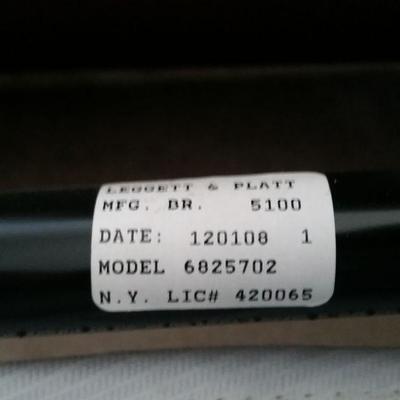 LEGGETT & PLATT
MFG. BR. 5100
DATE: 120108 1
MODEL 6825702
N.Y. LIC# 420065